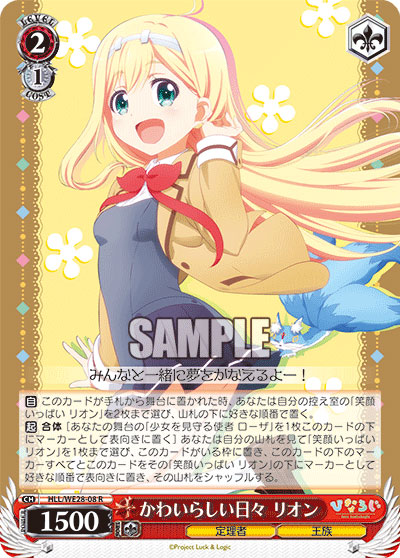 LEVEL
2
1
COST
SAMPLE
みんなと一緒に夢をかなえるよー！
自 このカードが手札から舞台に置かれた時、あなたは自分の控え室の「笑顔
いっぱい リオン」を2枚まで選び、山札の下に好きな順番で置く。
起 合体 [あなたの舞台の「少女を見守る使者 ローザ」を1枚このカードの下
にマーカーとして表向きに置く] あなたは自分の山札を見て「笑顔いっぱい
リオン」を1枚まで選び、このカードがいる枠に置き、このカードの下のマー
カーすべてとこのカードをその「笑顔いっぱい リオン」の下にマーカーとし
て表向きに置き、その山札をシャッフルする。
CH HLL/WE28-08 R
かわいらしい日々 リオン
ひなろじ
1500
定理者
王族
©Project Luck & Logic